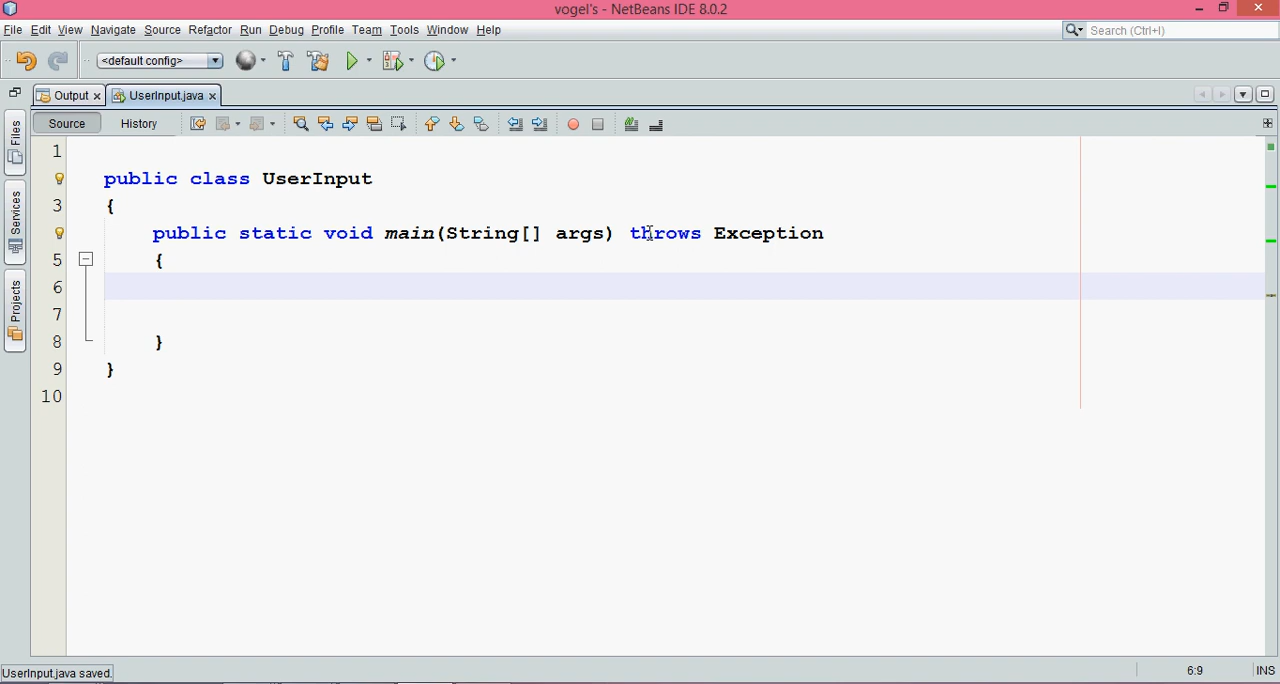 vogel's - NetBeans IDE 8.0.2
File Edit View Navigate Source Refactor Run Debug Profile Team Tools Window Help
Search (Ctrl+I)
<default config>
Output UserInput.java
Source History
Files
Services
Projects
1
public class UserInput
3 {
public static void main(String[] args) throws Exception
5 {
6
7
8 }
9 }
10
UserInput.java saved.
6:9 INS